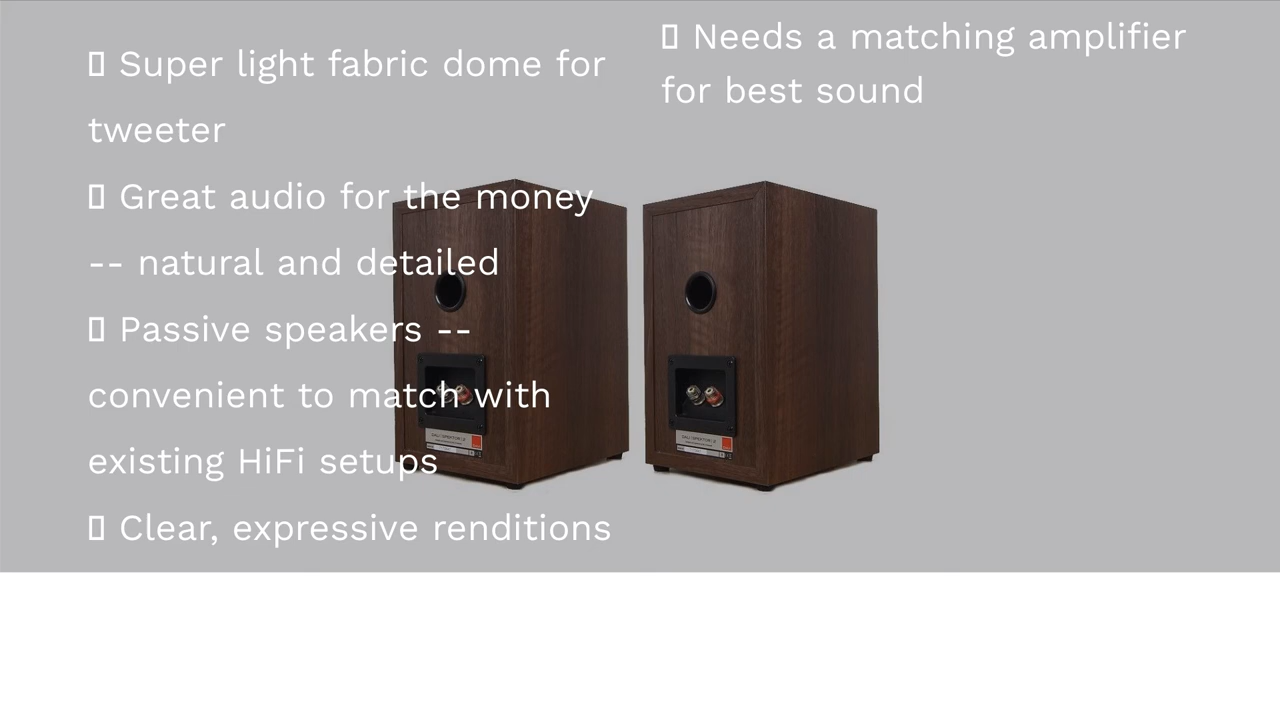 ▯ Super light fabric dome for
tweeter
▯ Great audio for the money
-- natural and detailed
▯ Passive speakers --
convenient to match with
existing HiFi setups
▯ Clear, expressive renditions
▯ Needs a matching amplifier
for best sound